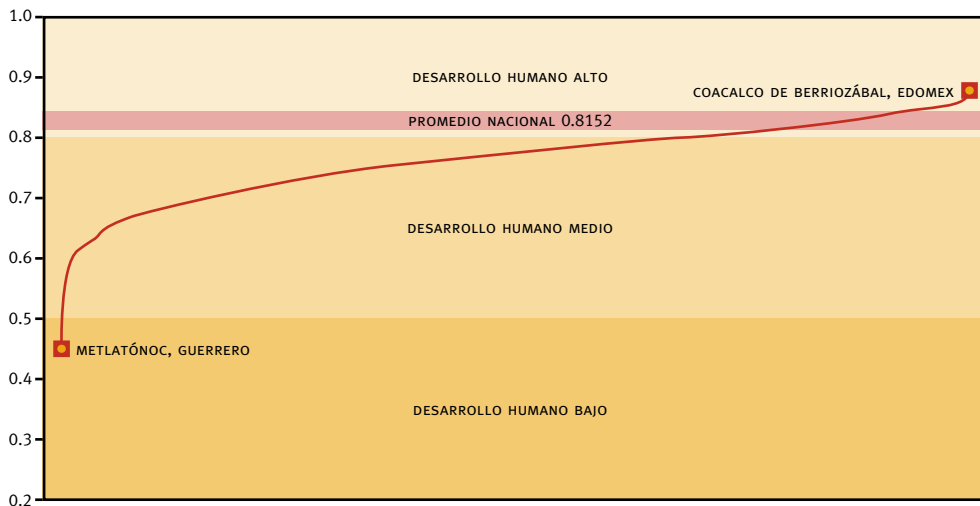 1.0
0.9
DESARROLLO HUMANO ALTO
COACALCO DE BERRIOZÁBAL, EDOMEX
PROMEDIO NACIONAL 0.8152
0.8
0.7
DESARROLLO HUMANO MEDIO
0.6
0.5
METLATÓNOC, GUERRERO
0.4
DESARROLLO HUMANO BAJO
0.3
0.2